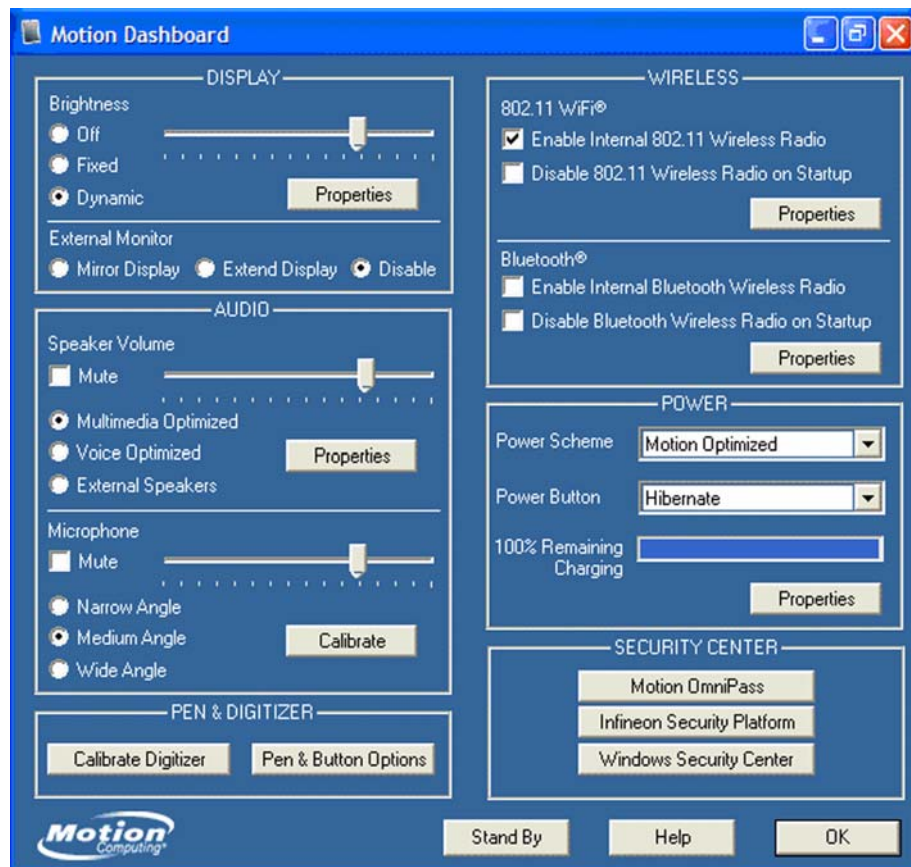 Motion Dashboard
DISPLAY
Brightness
Off
Fixed
Dynamic
Properties
External Monitor
Mirror Display
Extend Display
Disable
AUDIO
Speaker Volume
Mute
Multimedia Optimized
Voice Optimized
Properties
External Speakers
Microphone
Mute
Narrow Angle
Medium Angle
Calibrate
Wide Angle
PEN & DIGITIZER
Calibrate Digitizer
Pen & Button Options
WIRELESS
802.11 WiFi®
Enable Internal 802.11 Wireless Radio
Disable 802.11 Wireless Radio on Startup
Properties
Bluetooth®
Enable Internal Bluetooth Wireless Radio
Disable Bluetooth Wireless Radio on Startup
Properties
POWER
Power Scheme
Motion Optimized
Power Button
Hibernate
100% Remaining
Charging
Properties
SECURITY CENTER
Motion OmniPass
Infineon Security Platform
Windows Security Center
Motion
Computing®
Stand By
Help
OK